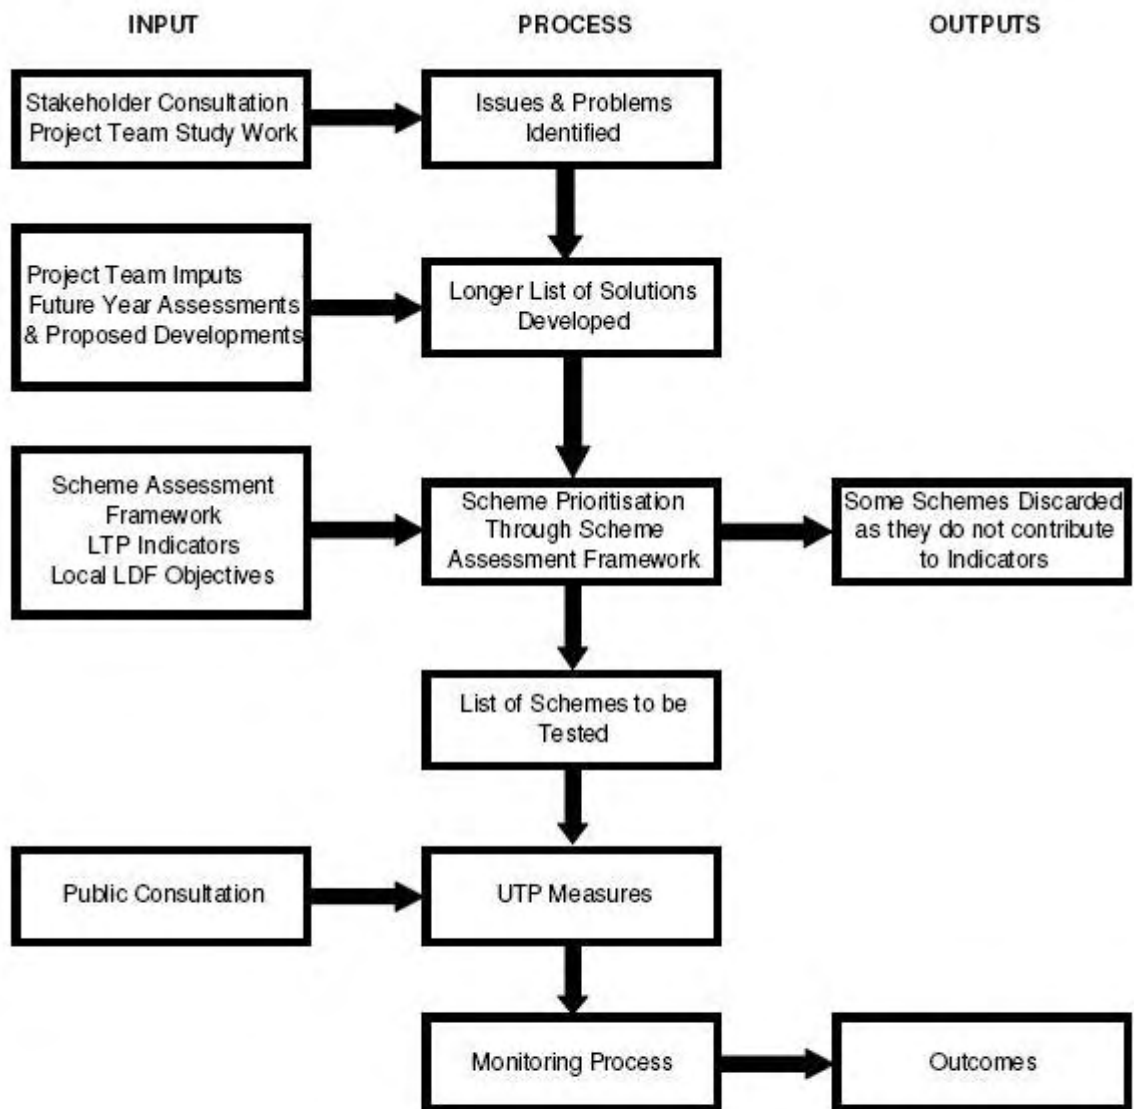 INPUT
PROCESS
OUTPUTS
Stakeholder Consultation -
Project Team Study Work
Issues & Problems
Identified
Project Team Imputs -
Future Year Assessments
& Proposed Developments
Longer List of Solutions
Developed
Scheme Assessment
Framework
LTP Indicators
Local LDF Objectives
Scheme Prioritisation
Through Scheme
Assessment Framework
Some Schemes Discarded
as they do not contribute
to Indicators
List of Schemes to be
Tested
Public Consultation
UTP Measures
Monitoring Process
Outcomes